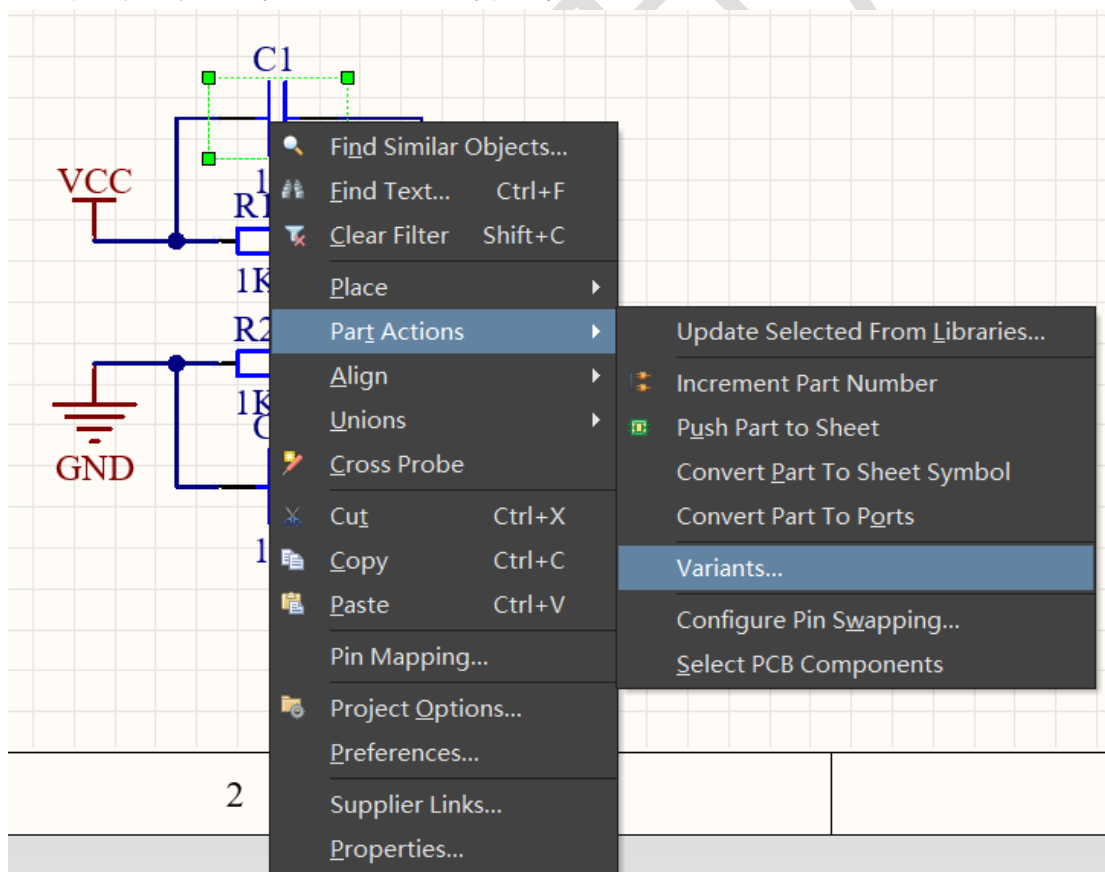 C1
VCC
R1
1K
R2
1K
GND
Find Similar Objects...
Find Text... Ctrl+F
Clear Filter Shift+C
Place
Part Actions
Align
Unions
Cross Probe
Cut Ctrl+X
Copy Ctrl+C
Paste Ctrl+V
Pin Mapping...
Project Options...
Preferences...
Supplier Links...
Properties...
Update Selected From Libraries...
Increment Part Number
Push Part to Sheet
Convert Part To Sheet Symbol
Convert Part To Ports
Variants...
Configure Pin Swapping...
Select PCB Components
2